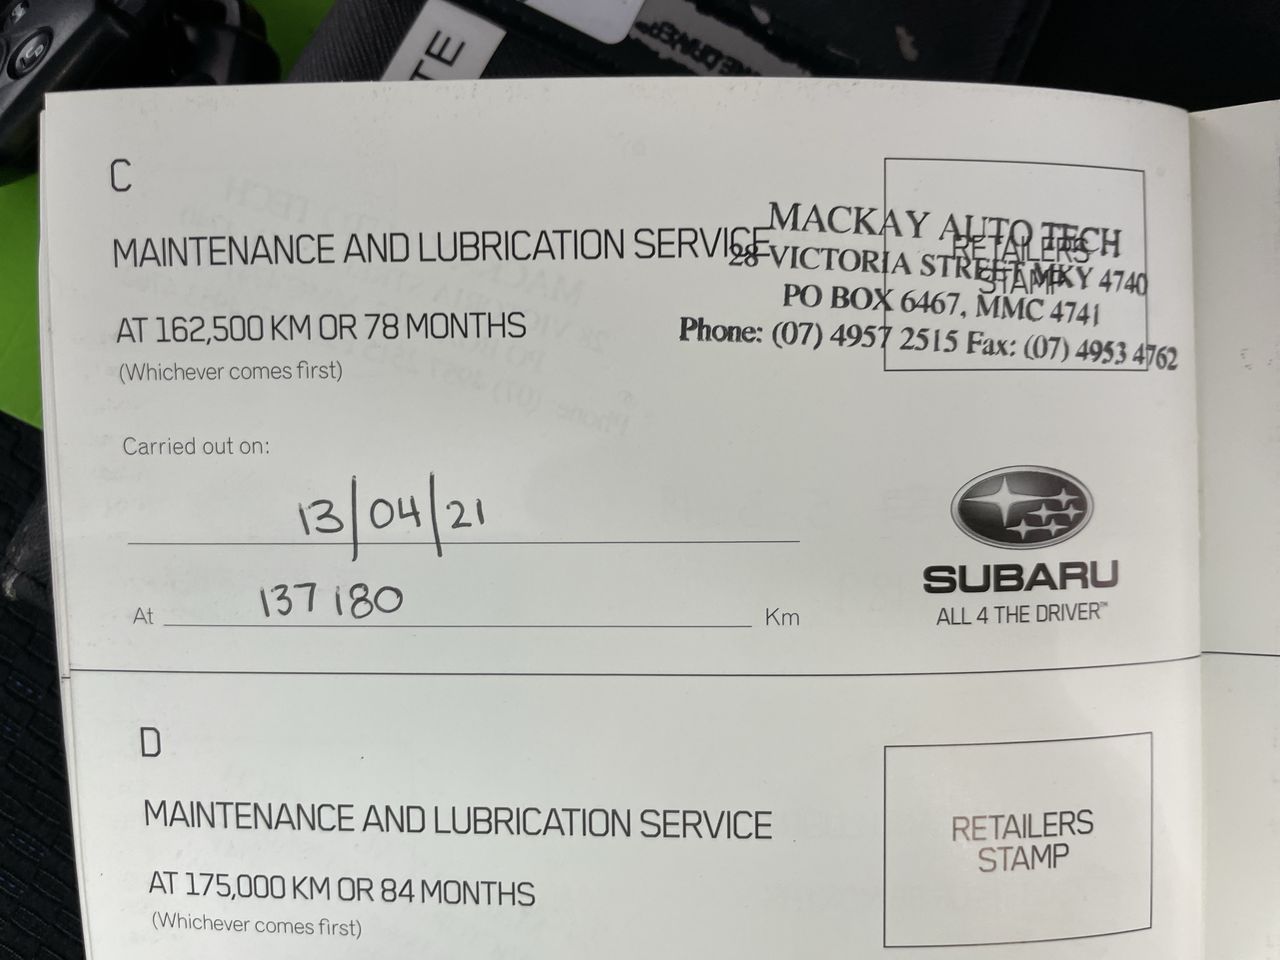 TE
C
MAINTENANCE AND LUBRICATION SERVICE
MACKAY AUTO TECH
28 VICTORIA STREET MKY 4740
PO BOX 6467, MMC 4741
Phone: (07) 4957 2515 Fax: (07) 4953 4762
RETAILERS
STAMP
AT 162,500 KM OR 78 MONTHS
(Whichever comes first)
Carried out on:
13/04/21
At 137 180 Km
SUBARU
ALL 4 THE DRIVER™
D
MAINTENANCE AND LUBRICATION SERVICE
RETAILERS
STAMP
AT 175,000 KM OR 84 MONTHS
(Whichever comes first)